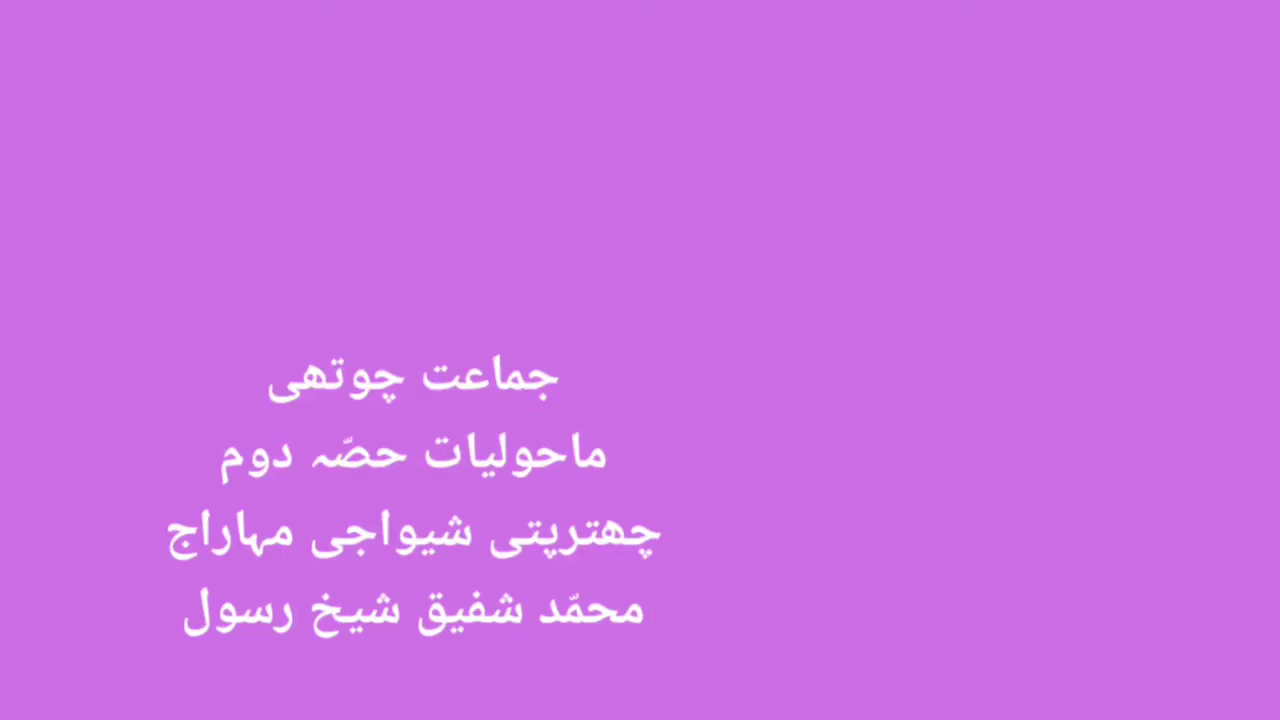 جماعت چوتھی
ماحولیات حصّہ دوم
چھترپتی شیواجی مہاراج
محمّد شفیق شیخ رسول